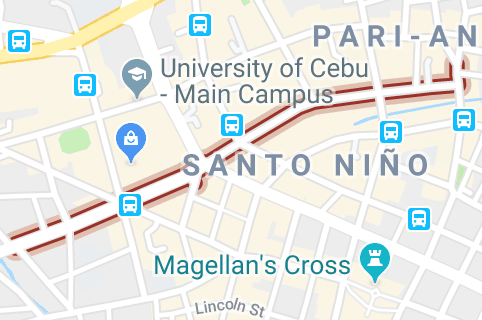 PARI-AN
University of Cebu
- Main Campus
SANTO NIÑO
Magellan's Cross
Lincoln St